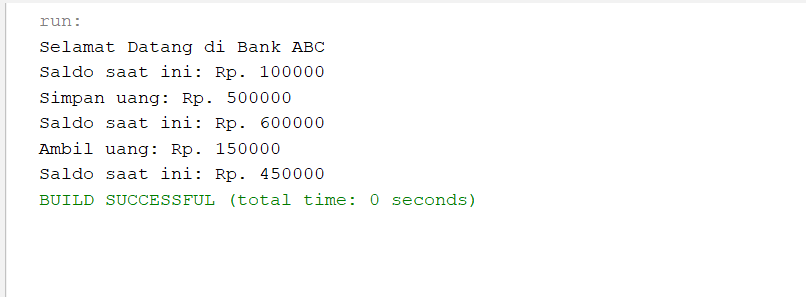 run:
Selamat Datang di Bank ABC
Saldo saat ini: Rp. 100000
Simpan uang: Rp. 500000
Saldo saat ini: Rp. 600000
Ambil uang: Rp. 150000
Saldo saat ini: Rp. 450000
BUILD SUCCESSFUL (total time: 0 seconds)